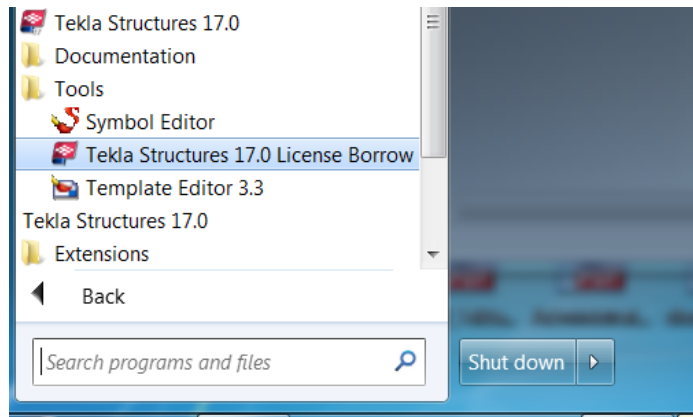 Tekla Structures 17.0
Documentation
Tools
Symbol Editor
Tekla Structures 17.0 License Borrow
Template Editor 3.3
Tekla Structures 17.0
Extensions
Back
Search programs and files
Shut down